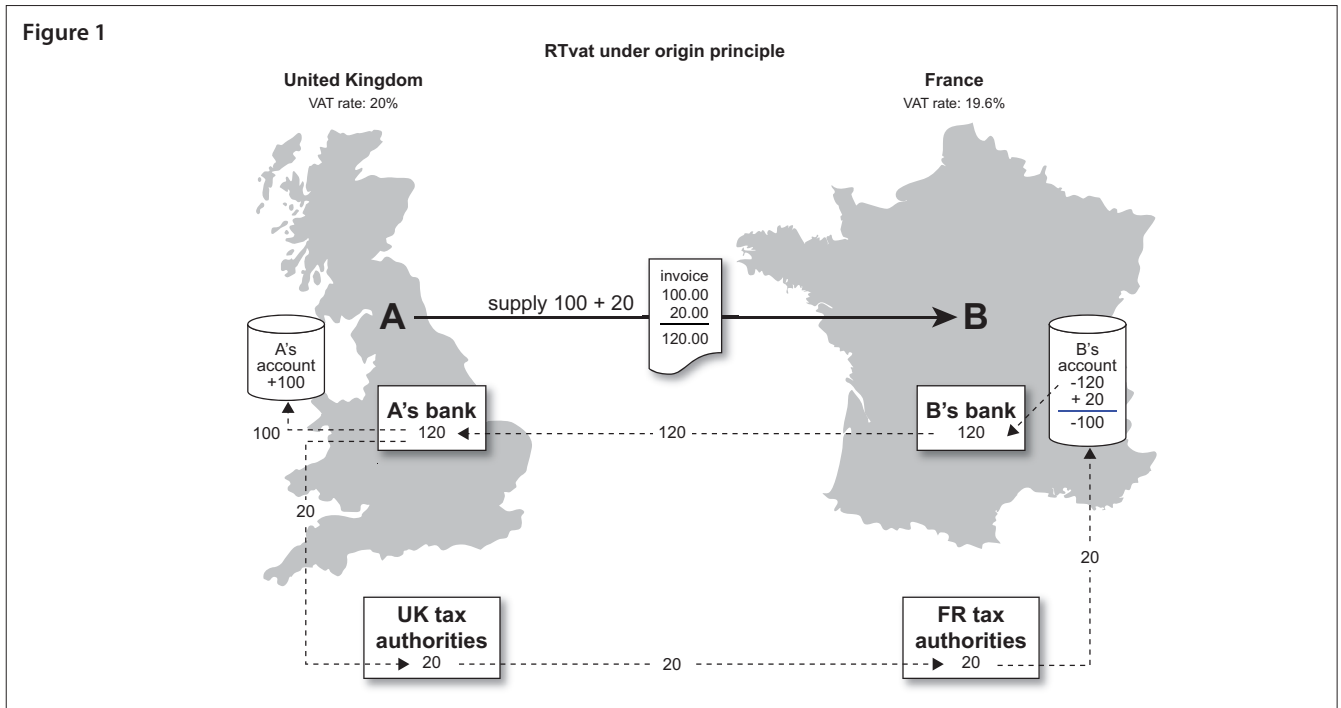 Figure 1
RTvat under origin principle
United Kingdom
VAT rate: 20%
France
VAT rate: 19.6%
invoice
100.00
20.00
120.00
supply 100 + 20
A
B
A's
account
+100
B's
account
-120
+ 20
-100
A's bank
120
B's bank
120
100
120
20
20
UK tax
authorities
20
FR tax
authorities
20
20